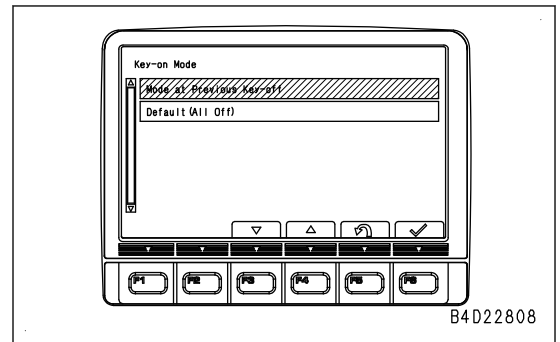 Key-on Mode
Mode at Previous Key-off
Default(All Off)
F1 F2 F3 F4 F5 F6
B4D22808